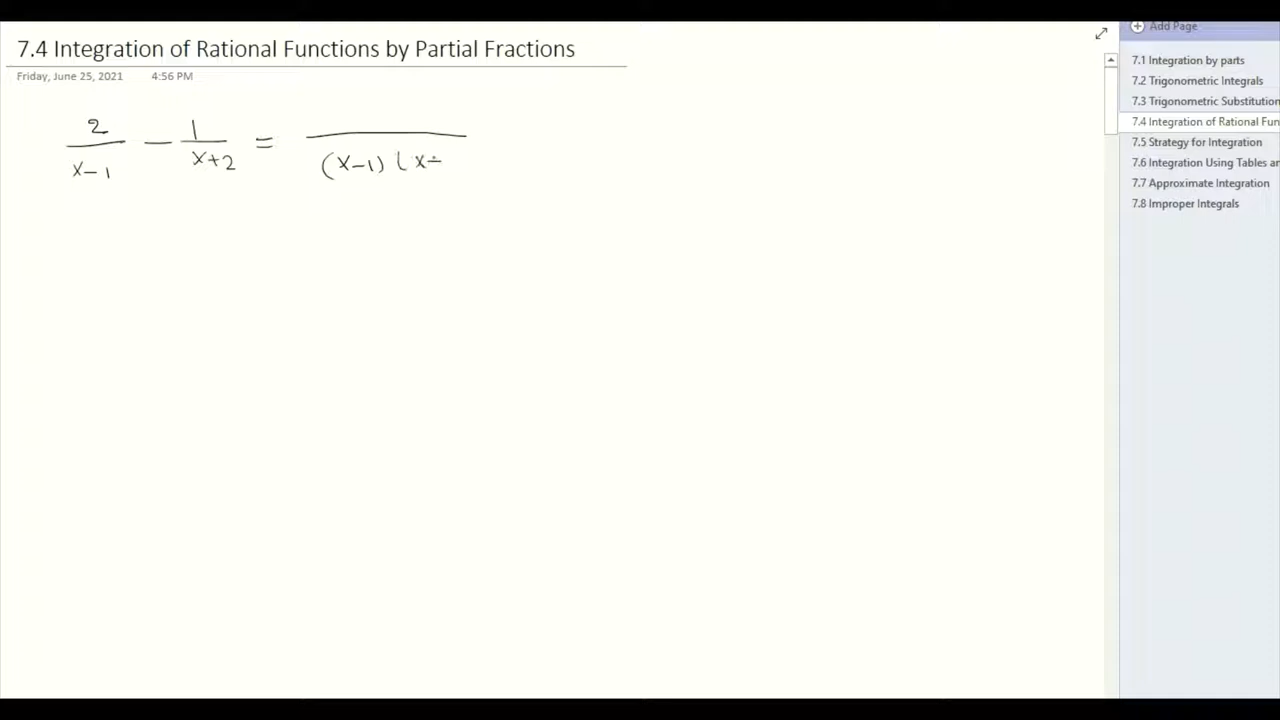 7.4 Integration of Rational Functions by Partial Fractions
Friday, June 25, 2021 4:56 PM
2/(x-1) - 1/(x+2) = /(x-1)(x+
Add Page
7.1 Integration by parts
7.2 Trigonometric Integrals
7.3 Trigonometric Substitution
7.4 Integration of Rational Fun
7.5 Strategy for Integration
7.6 Integration Using Tables a
7.7 Approximate Integration
7.8 Improper Integrals